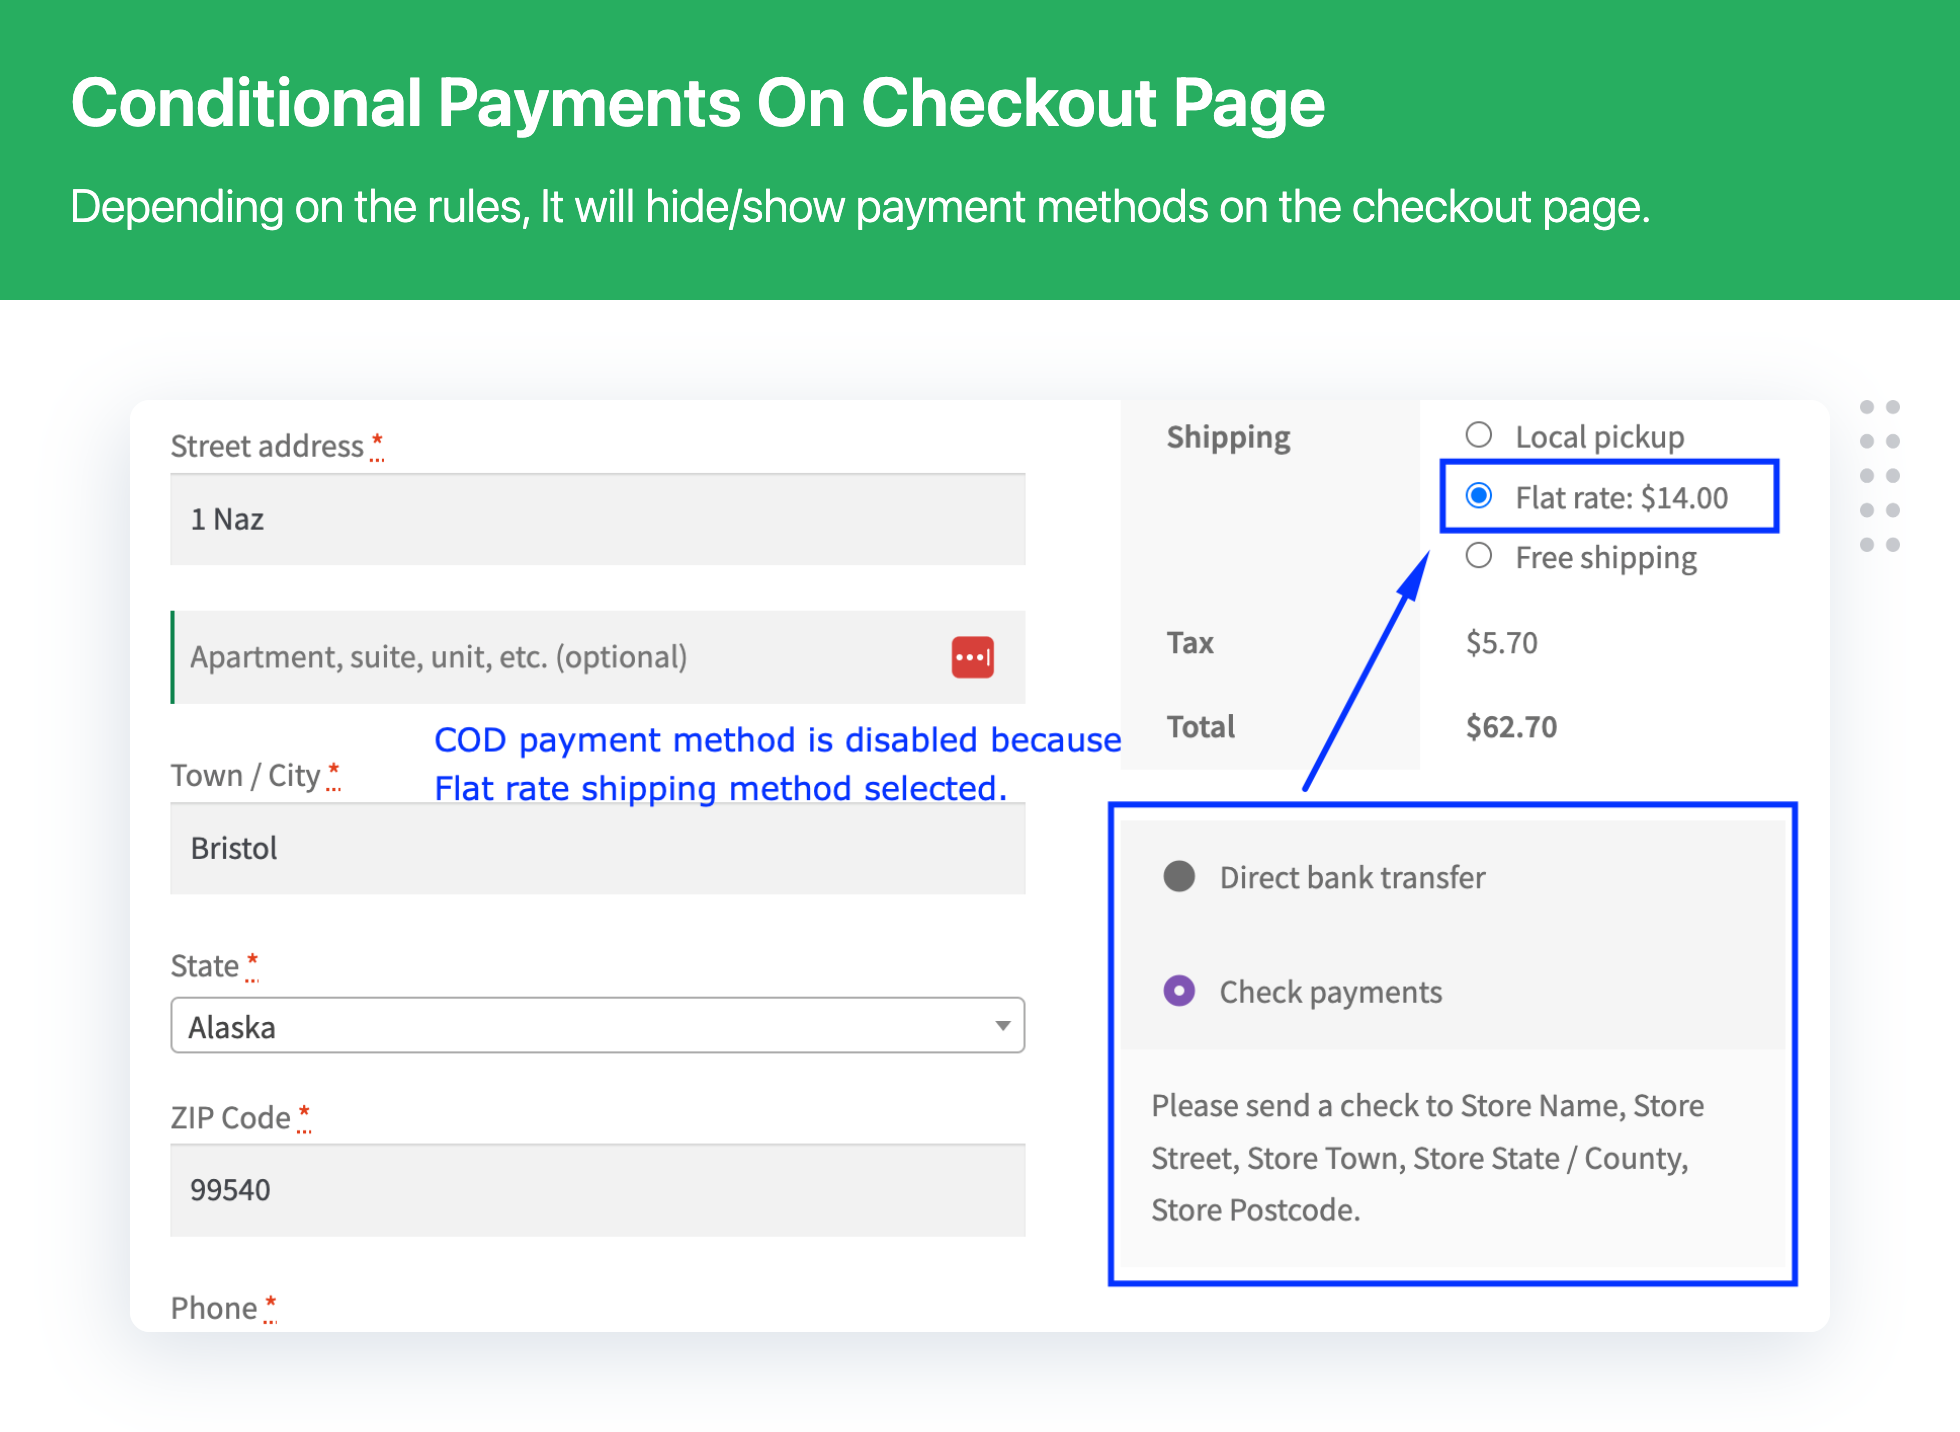 Conditional Payments On Checkout Page
Depending on the rules, It will hide/show payment methods on the checkout page.
Street address *
1 Naz
Apartment, suite, unit, etc. (optional)
COD payment method is disabled because
Flat rate shipping method selected.
Town / City *
Bristol
State *
Alaska
ZIP Code *
99540
Phone *
Shipping
Local pickup
Flat rate: $14.00
Free shipping
Tax
$5.70
Total
$62.70
Direct bank transfer
Check payments
Please send a check to Store Name, Store
Street, Store Town, Store State / County,
Store Postcode.